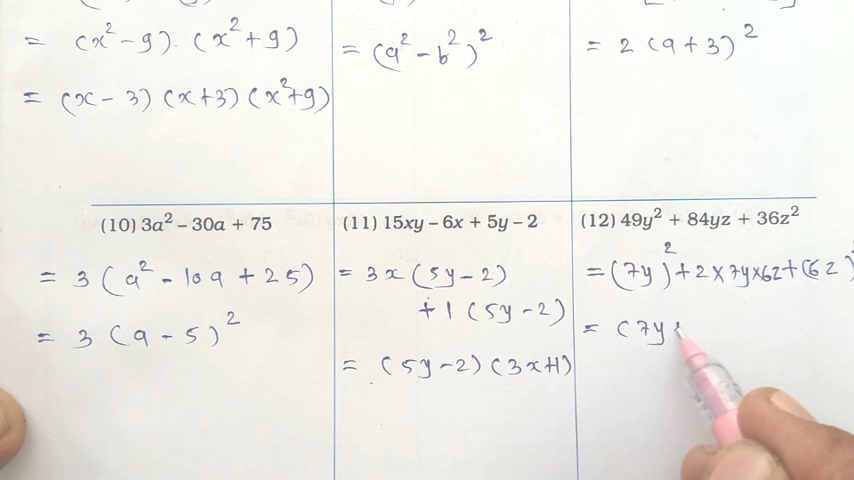 = (x² – 9) . (x² + 9)
= (x – 3) (x + 3) (x² + 9)
= (a² – b²)²
= 2 (a + 3)²
(10) 3a² – 30a + 75
= 3 (a² – 10a + 25)
= 3 (a – 5)²
(11) 15xy – 6x + 5y – 2
= 3x (5y – 2)
+ 1 (5y – 2)
= (5y – 2) (3x + 1)
(12) 49y² + 84yz + 36z²
= (7y)² + 2 × 7y × 6z + (6z)
= (7y